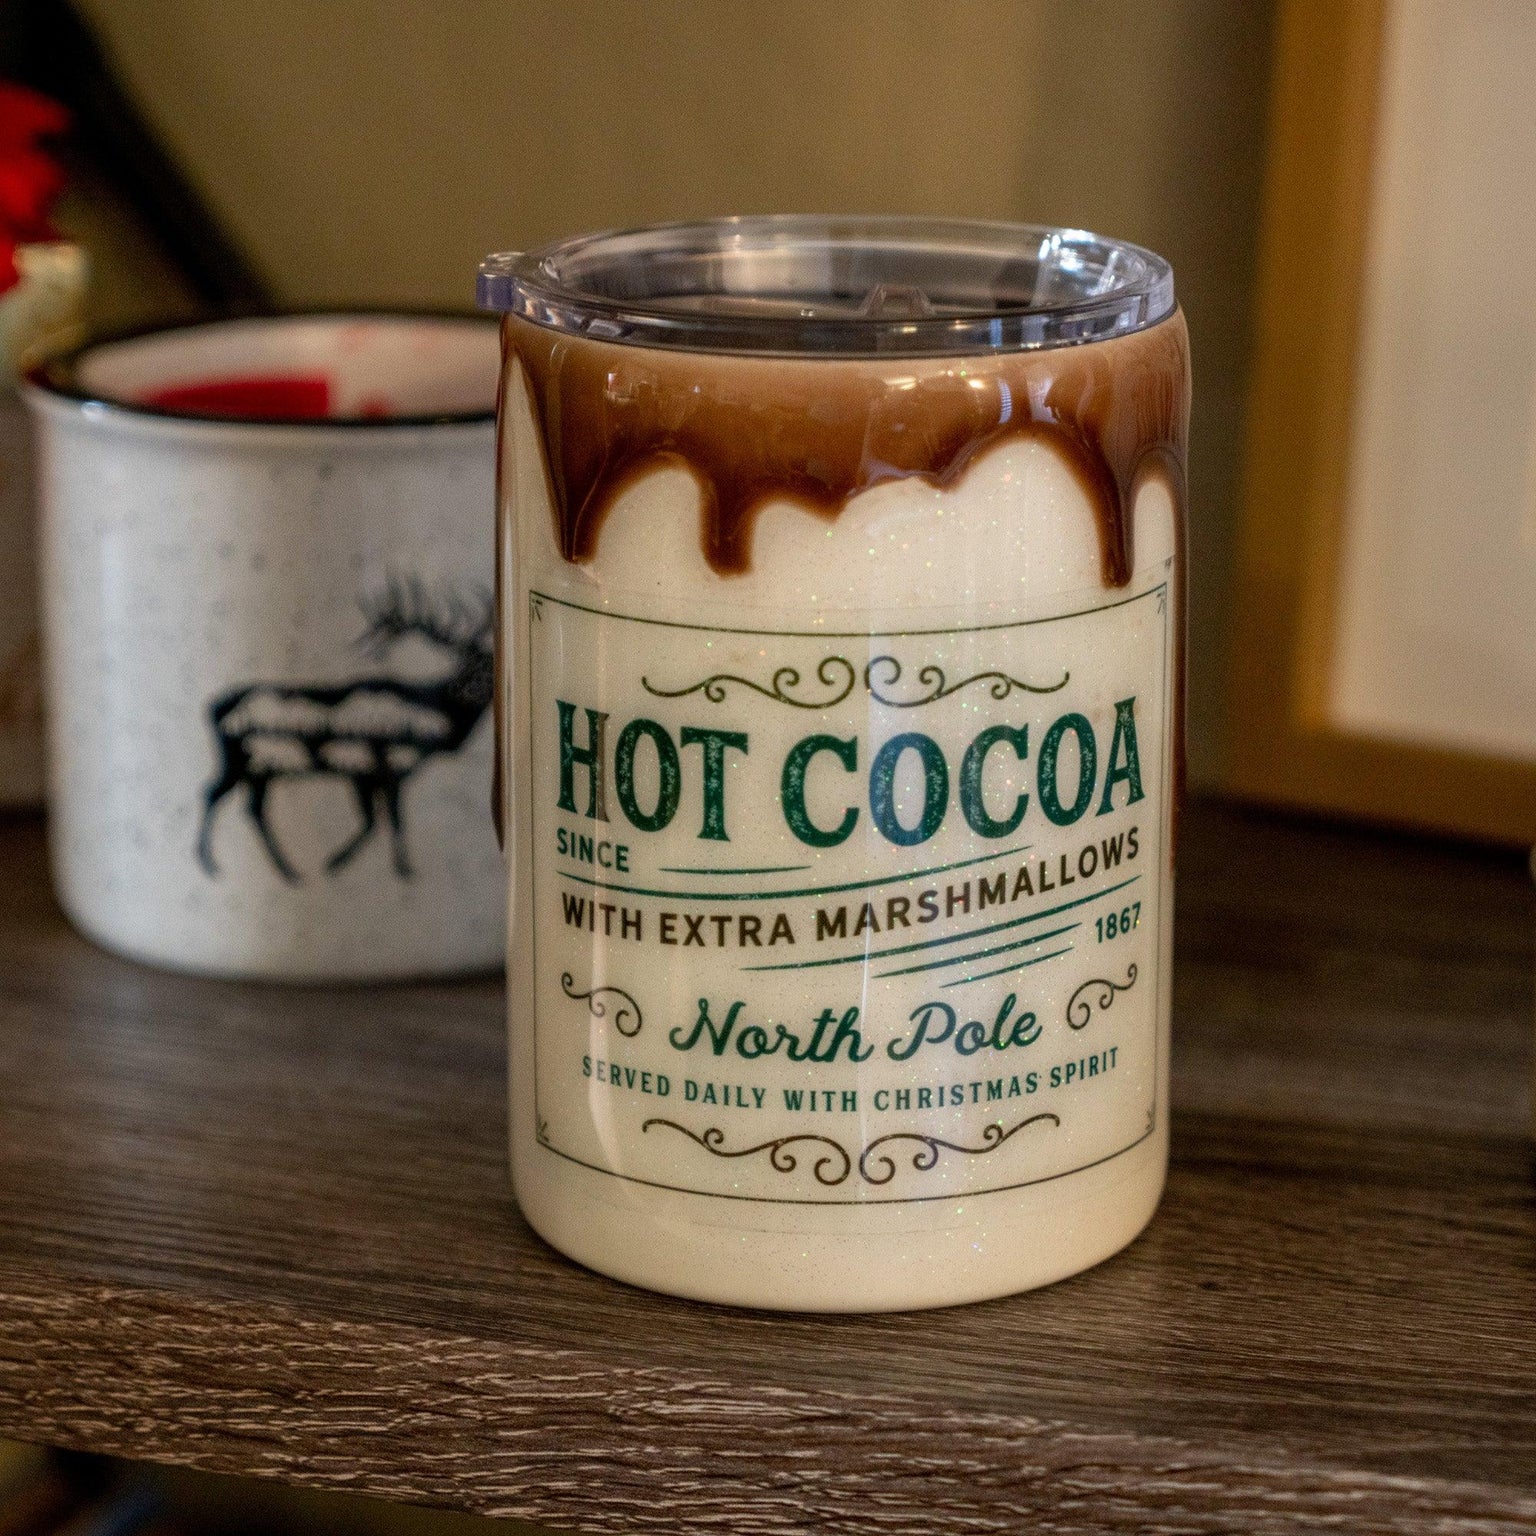 HOT COCOA
SINCE
WITH EXTRA MARSHMALLOWS
1867
North Pole
SERVED DAILY WITH CHRISTMAS SPIRIT